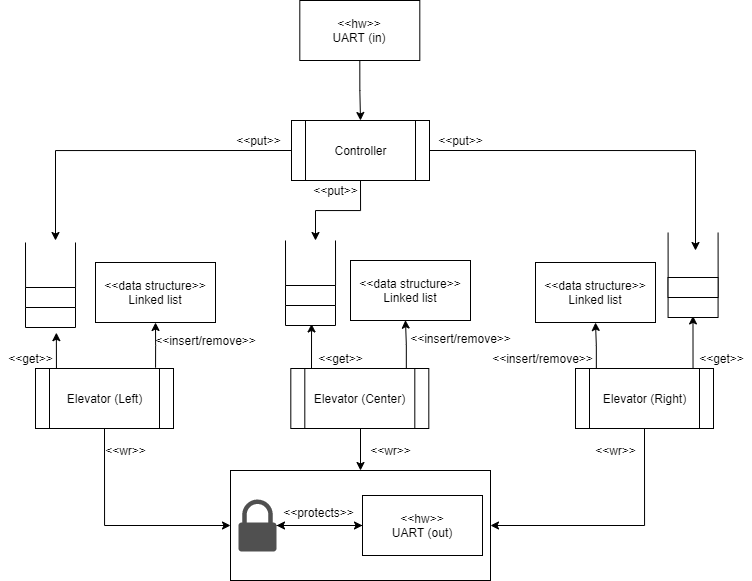 <<hw>>
UART (in)
<<put>>
Controller
<<put>>
<<put>>
<<data structure>>
Linked list
<<data structure>>
Linked list
<<data structure>>
Linked list
<<get>>
<<insert/remove>>
<<get>>
<<insert/remove>>
<<insert/remove>>
<<get>>
Elevator (Left)
Elevator (Center)
Elevator (Right)
<<wr>>
<<wr>>
<<wr>>
<<protects>>
<<hw>>
UART (out)